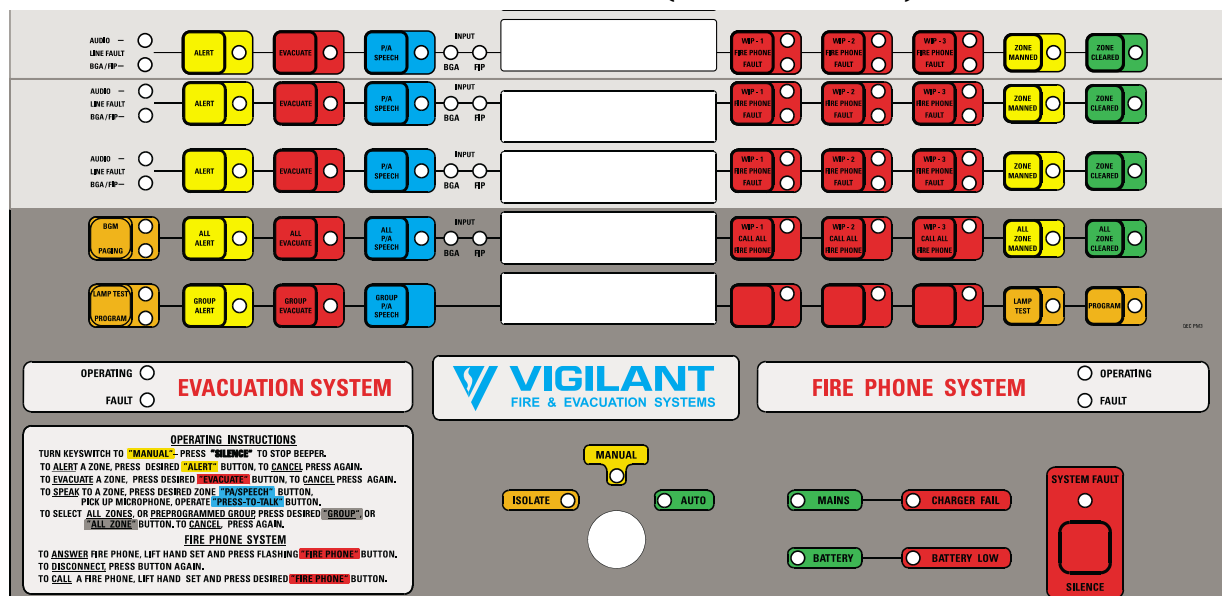 AUDIO –
LINE FAULT
BGA / FIP –
ALERT
EVACUATE
P/A
SPEECH
INPUT
BGA FIP
WIP - 1
FIRE PHONE
FAULT
WIP - 2
FIRE PHONE
FAULT
WIP - 3
FIRE PHONE
FAULT
ZONE
MANNED
ZONE
CLEARED
AUDIO –
LINE FAULT
BGA / FIP –
ALERT
EVACUATE
P/A
SPEECH
INPUT
BGA FIP
WIP - 1
FIRE PHONE
FAULT
WIP - 2
FIRE PHONE
FAULT
WIP - 3
FIRE PHONE
FAULT
ZONE
MANNED
ZONE
CLEARED
AUDIO –
LINE FAULT
BGA / FIP –
ALERT
EVACUATE
P/A
SPEECH
INPUT
BGA FIP
WIP - 1
FIRE PHONE
FAULT
WIP - 2
FIRE PHONE
FAULT
WIP - 3
FIRE PHONE
FAULT
ZONE
MANNED
ZONE
CLEARED
BGM
PAGING
ALL
ALERT
ALL
EVACUATE
ALL
P/A
SPEECH
INPUT
BGA FIP
WIP - 1
CALL ALL
FIRE PHONE
WIP - 2
CALL ALL
FIRE PHONE
WIP - 3
CALL ALL
FIRE PHONE
ALL
ZONE
MANNED
ALL
ZONE
CLEARED
LAMP TEST
PROGRAM
GROUP
ALERT
GROUP
EVACUATE
GROUP
P/A
SPEECH
LAMP
TEST
PROGRAM
OPERATING
FAULT
EVACUATION SYSTEM
VIGILANT
FIRE & EVACUATION SYSTEMS
FIRE PHONE SYSTEM
OPERATING
FAULT
OPERATING INSTRUCTIONS
TURN KEYSWITCH TO "MANUAL"– PRESS "SILENCE" TO STOP BEEPER.
TO ALERT A ZONE, PRESS DESIRED "ALERT" BUTTON, TO CANCEL PRESS AGAIN.
TO EVACUATE A ZONE, PRESS DESIRED "EVACUATE" BUTTON, TO CANCEL PRESS AGAIN.
TO SPEAK TO A ZONE, PRESS DESIRED ZONE "PA/SPEECH" BUTTON,
PICK UP MICROPHONE, OPERATE "PRESS-TO-TALK" BUTTON.
TO SELECT ALL ZONES, OR PREPROGRAMMED GROUP, PRESS DESIRED "GROUP", OR
"ALL ZONE" BUTTON. TO CANCEL, PRESS AGAIN.
FIRE PHONE SYSTEM
TO ANSWER FIRE PHONE, LIFT HAND SET AND PRESS FLASHING "FIRE PHONE" BUTTON.
TO DISCONNECT, PRESS BUTTON AGAIN.
TO CALL A FIRE PHONE, LIFT HAND SET AND PRESS DESIRED "FIRE PHONE" BUTTON.
MANUAL
ISOLATE
AUTO
MAINS
CHARGER FAIL
BATTERY
BATTERY LOW
SYSTEM FAULT
SILENCE